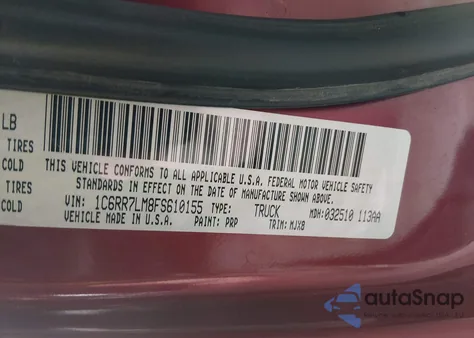 LB
TIRES
COLD
TIRES
COLD
THIS VEHICLE CONFORMS TO ALL APPLICABLE U.S.A. FEDERAL MOTOR VEHICLE SAFETY
STANDARDS IN EFFECT ON THE DATE OF MANUFACTURE SHOWN ABOVE.
VIN: 1C6RR7LM8FS610155 TYPE: TRUCK MDH:032510 113AA
VEHICLE MADE IN U.S.A. PAINT: PRP TRIM: MJX8
autoSnap